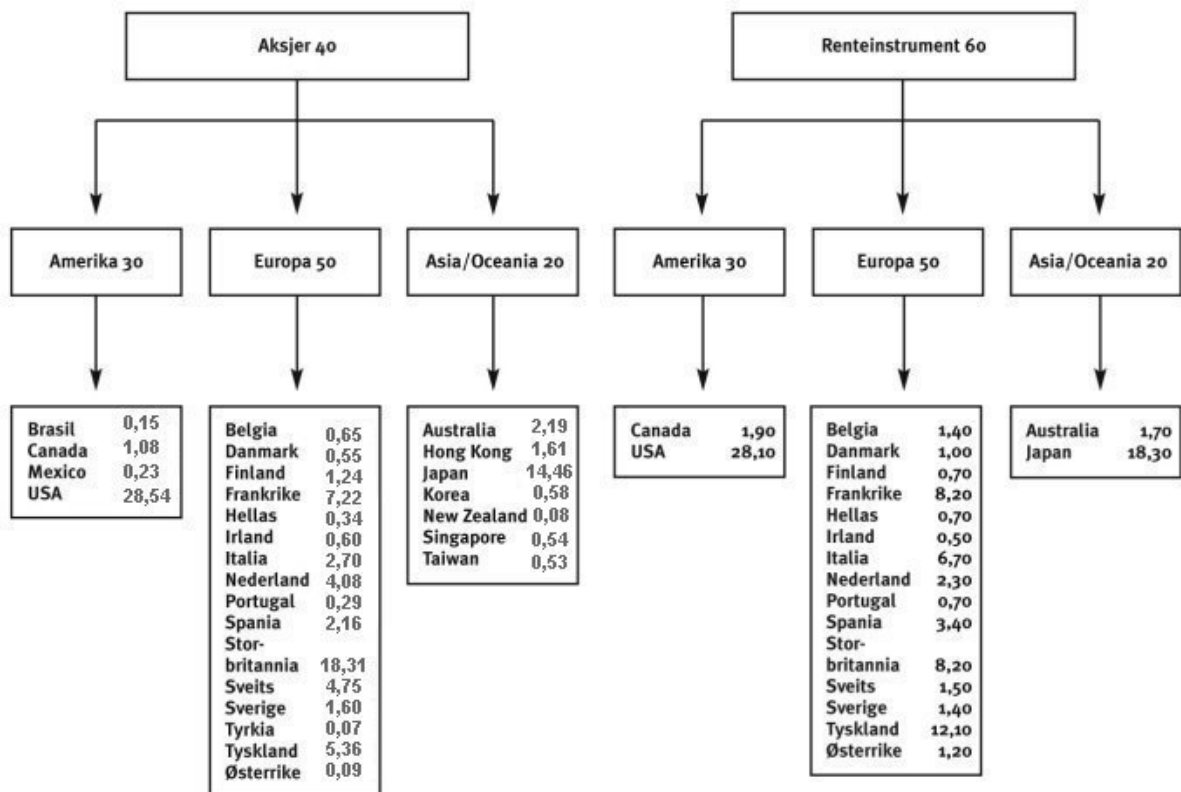 Aksjer 40
Renteinstrument 60
Amerika 30
Europa 50
Asia/Oceania 20
Amerika 30
Europa 50
Asia/Oceania 20
Brasil 0,15
Canada 1,08
Mexico 0,23
USA 28,54
Belgia 0,65
Danmark 0,55
Finland 1,24
Frankrike 7,22
Hellas 0,34
Irland 0,60
Italia 2,70
Nederland 4,08
Portugal 0,29
Spania 2,16
Stor-
britannia 18,31
Sveits 4,75
Sverige 1,60
Tyrkia 0,07
Tyskland 5,36
Østerrike 0,09
Australia 2,19
Hong Kong 1,61
Japan 14,46
Korea 0,58
New Zealand 0,08
Singapore 0,54
Taiwan 0,53
Canada 1,90
USA 28,10
Belgia 1,40
Danmark 1,00
Finland 0,70
Frankrike 8,20
Hellas 0,70
Irland 0,50
Italia 6,70
Nederland 2,30
Portugal 0,70
Spania 3,40
Stor-
britannia 8,20
Sveits 1,50
Sverige 1,40
Tyskland 12,10
Østerrike 1,20
Australia 1,70
Japan 18,30